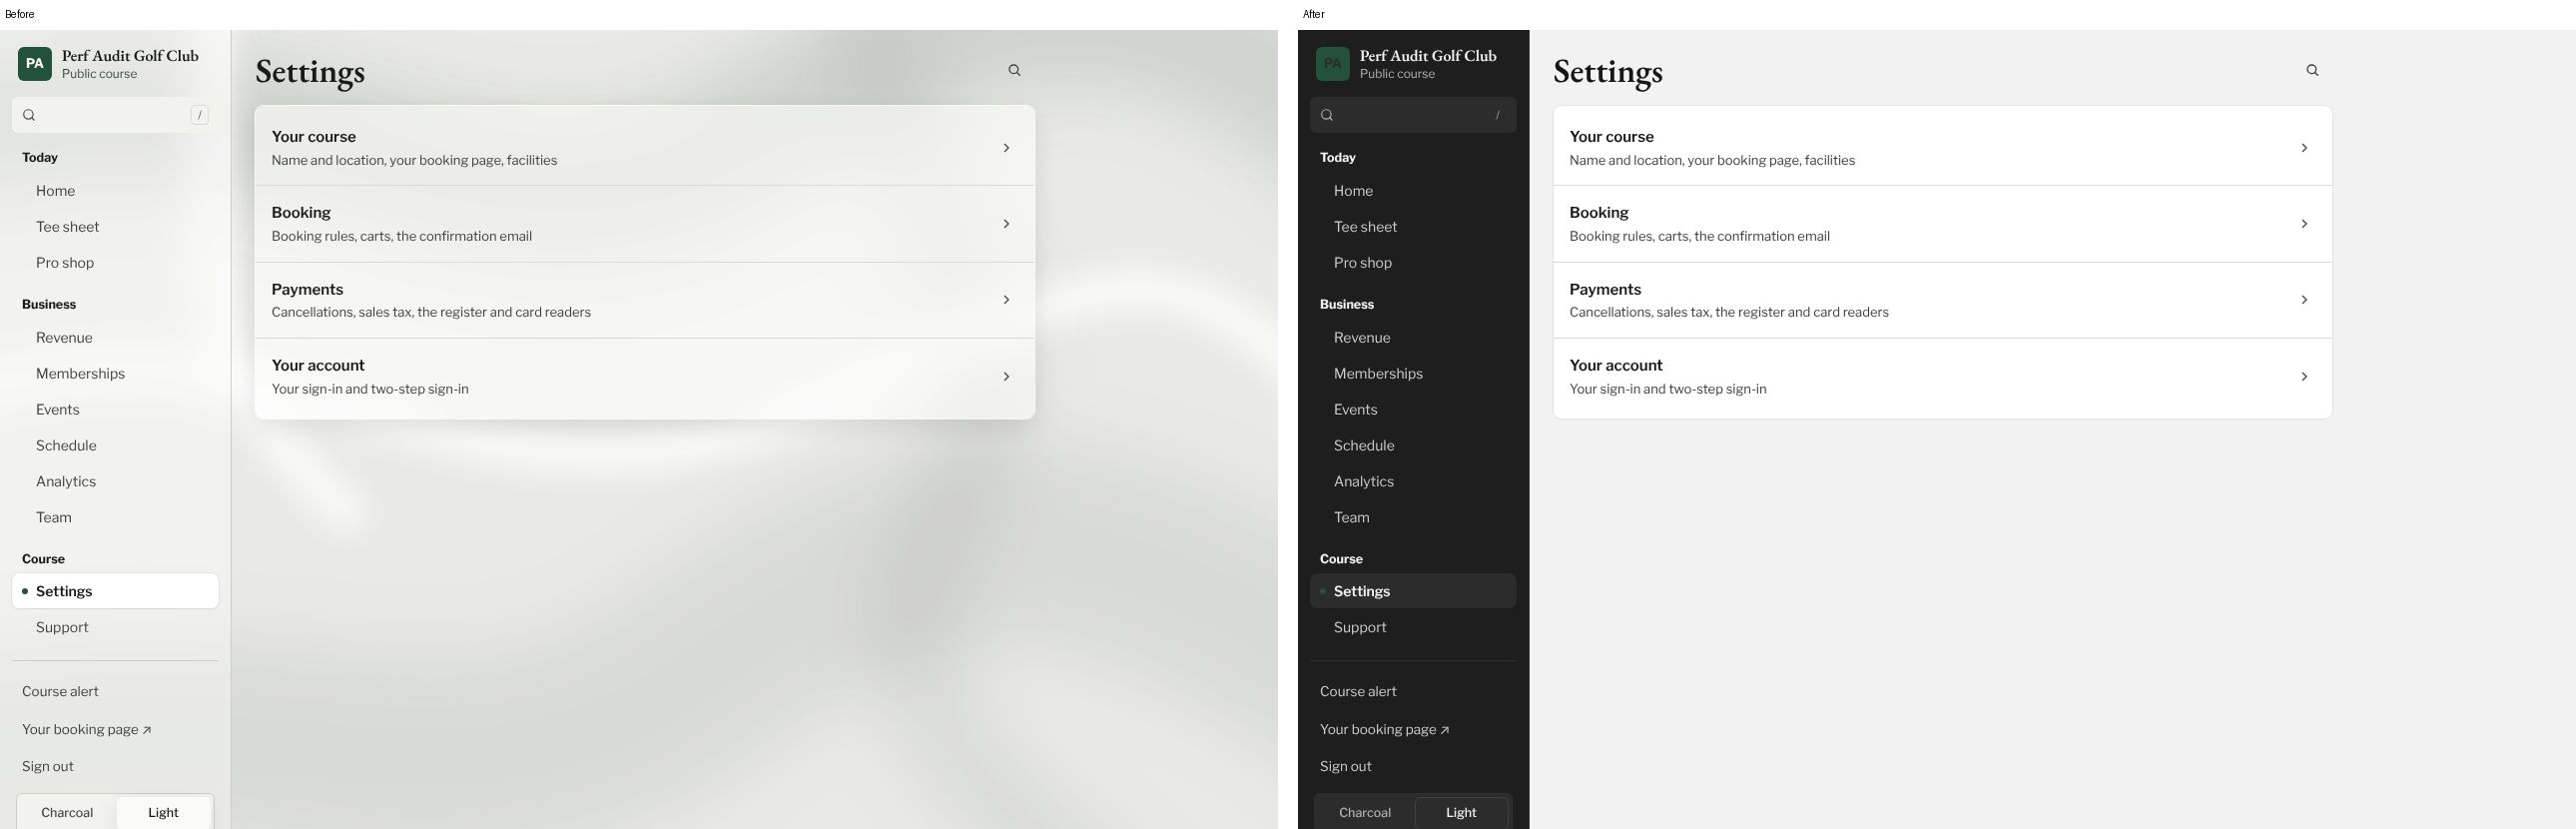 Before
PA
Perf Audit Golf Club
Public course
/
Today
Home
Tee sheet
Pro shop
Business
Revenue
Memberships
Events
Schedule
Analytics
Team
Course
Settings
Support
Course alert
Your booking page ↗
Sign out
Charcoal
Light
Settings
Your course
Name and location, your booking page, facilities
Booking
Booking rules, carts, the confirmation email
Payments
Cancellations, sales tax, the register and card readers
Your account
Your sign-in and two-step sign-in
After
PA
Perf Audit Golf Club
Public course
/
Today
Home
Tee sheet
Pro shop
Business
Revenue
Memberships
Events
Schedule
Analytics
Team
Course
Settings
Support
Course alert
Your booking page ↗
Sign out
Charcoal
Light
Settings
Your course
Name and location, your booking page, facilities
Booking
Booking rules, carts, the confirmation email
Payments
Cancellations, sales tax, the register and card readers
Your account
Your sign-in and two-step sign-in